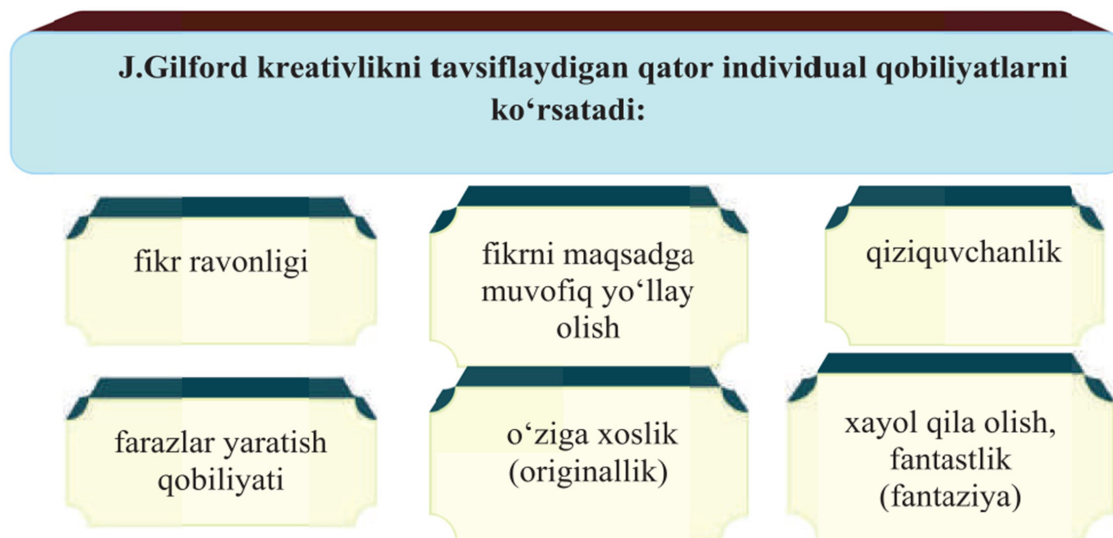 J.Gilford kreativlikni tavsiflaydigan qator individual qobiliyatlarni
ko‘rsatadi:
fikr ravonligi
fikrni maqsadga
muvofiq yo‘llay
olish
qiziquvchanlik
farazlar yaratish
qobiliyati
o‘ziga xoslik
(originallik)
xayol qila olish,
fantastlik
(fantaziya)